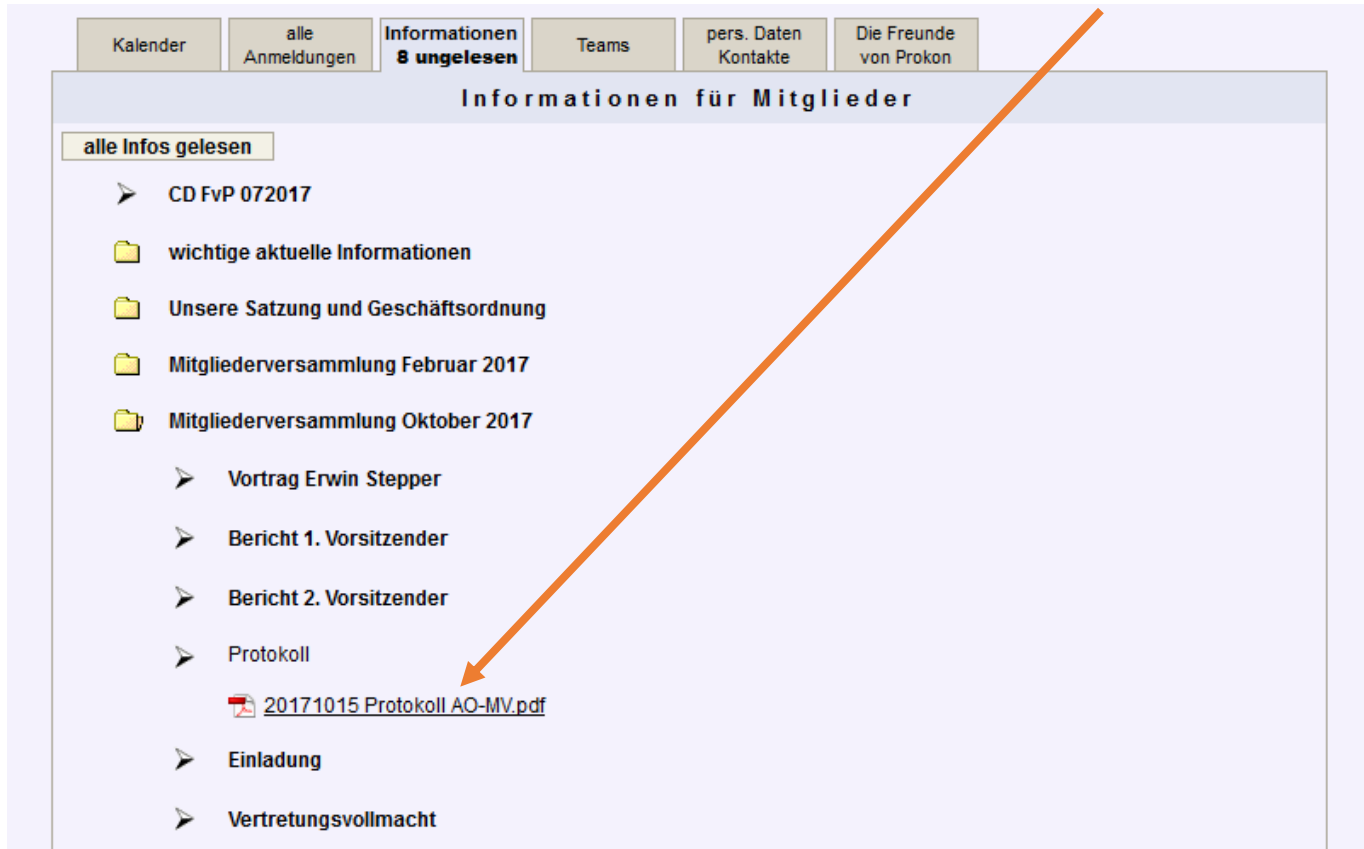 Kalender
alle
Anmeldungen
Informationen
8 ungelesen
Teams
pers. Daten
Kontakte
Die Freunde
von Prokon
Informationen für Mitglieder
alle Infos gelesen
CD FvP 072017
wichtige aktuelle Informationen
Unsere Satzung und Geschäftsordnung
Mitgliederversammlung Februar 2017
Mitgliederversammlung Oktober 2017
Vortrag Erwin Stepper
Bericht 1. Vorsitzender
Bericht 2. Vorsitzender
Protokoll
20171015 Protokoll AO-MV.pdf
Einladung
Vertretungsvollmacht